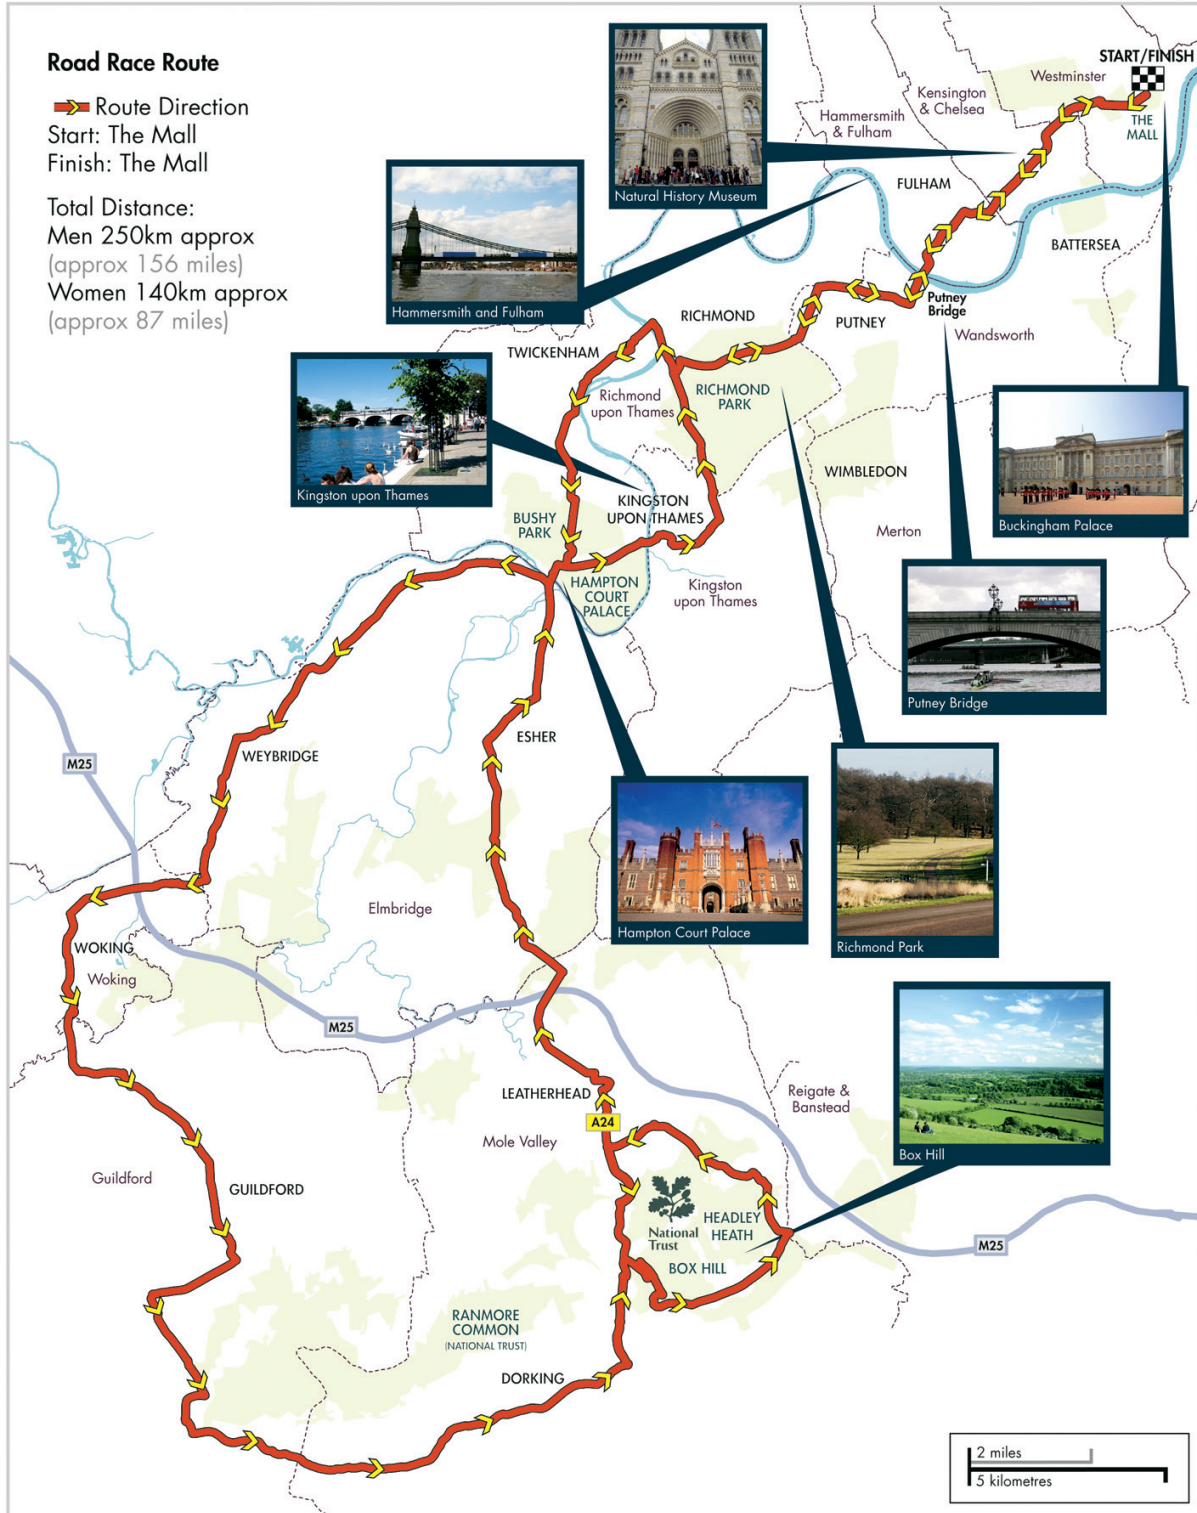 Road Race Route
Route Direction
Start: The Mall
Finish: The Mall
Total Distance:
Men 250km approx
(approx 156 miles)
Women 140km approx
(approx 87 miles)
START/FINISH
Westminster
THE
MALL
Kensington
& Chelsea
Hammersmith
& Fulham
Natural History Museum
FULHAM
BATTERSEA
Hammersmith and Fulham
Putney
Bridge
PUTNEY
Wandsworth
RICHMOND
TWICKENHAM
Richmond
upon Thames
RICHMOND
PARK
WIMBLEDON
Kingston upon Thames
Buckingham Palace
KINGSTON
UPON THAMES
BUSHY
PARK
Merton
HAMPTON
COURT
PALACE
Kingston
upon Thames
Putney Bridge
ESHER
WEYBRIDGE
M25
Elmbridge
Hampton Court Palace
Richmond Park
WOKING
Woking
M25
LEATHERHEAD
A24
Reigate &
Banstead
Mole Valley
Box Hill
Guildford
GUILDFORD
National
Trust
HEADLEY
HEATH
M25
BOX HILL
RANMORE
COMMON
(NATIONAL TRUST)
DORKING
2 miles
5 kilometres